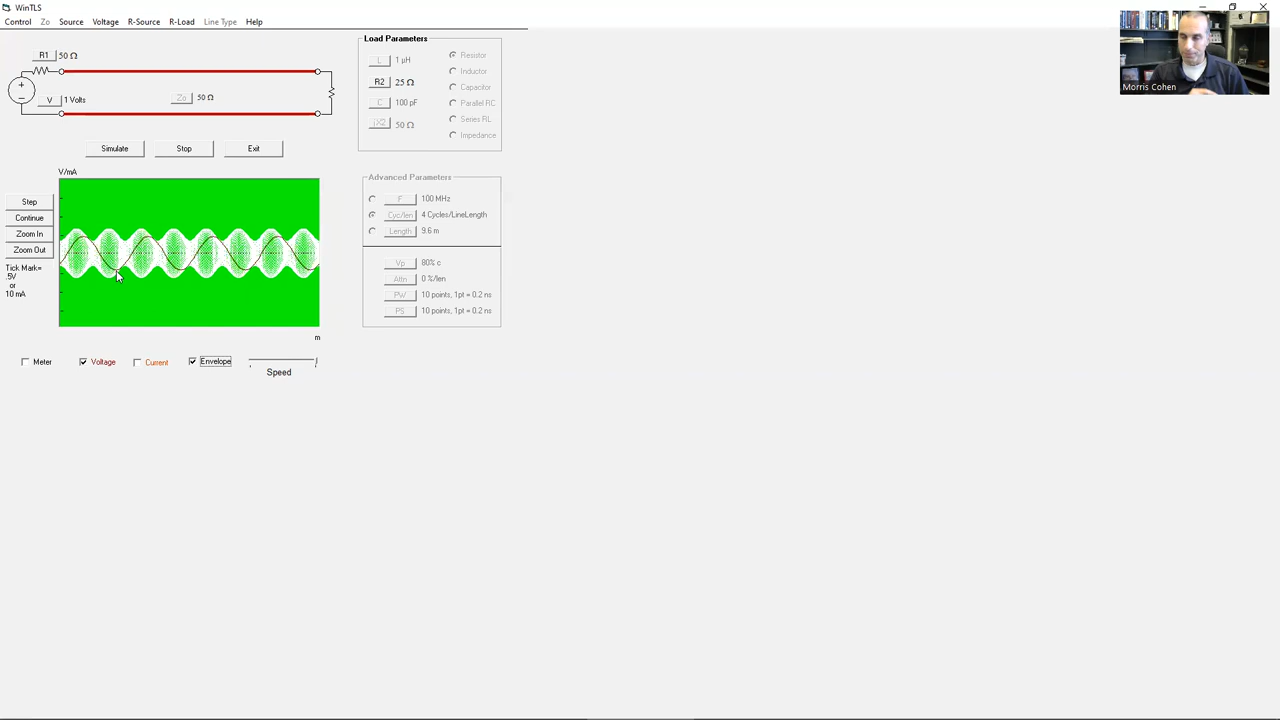 WinTLS
Control Zo Source Voltage R-Source R-Load Line Type Help
R1 50 Ω
V 1 Volts
Zo 50 Ω
Simulate Stop Exit
V/mA
Step
Continue
Zoom In
Zoom Out
Tick Mark=
.5V
or
10 mA
m
Meter Voltage Current Envelope
Speed
Load Parameters
L 1 µH
R2 25 Ω
C 100 pF
jX2 50 Ω
Resistor
Inductor
Capacitor
Parallel RC
Series RL
Impedance
Advanced Parameters
F 100 MHz
Cyc/len 4 Cycles/LineLength
Length 9.6 m
Vp 80% c
Attn 0 %/len
PW 10 points, 1pt = 0.2 ns
PS 10 points, 1pt = 0.2 ns
Morris Cohen